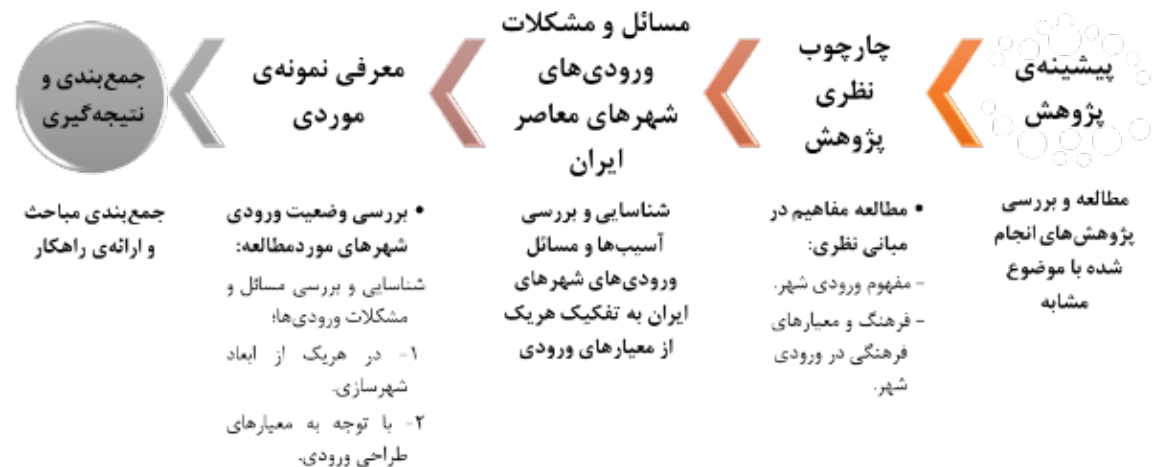 پیشینه‌ی
پژوهش
مطالعه و بررسی
پژوهش‌های انجام
شده با موضوع
مشابه
چارچوب
نظری
پژوهش
• مطالعه مفاهیم در
مبانی نظری:
- مفهوم ورودی شهر.
- فرهنگ و معیارهای
فرهنگی در ورودی
شهر.
مسائل و مشکلات
ورودی‌های
شهرهای معاصر
ایران
شناسایی و بررسی
آسیب‌ها و مسائل
ورودی‌های شهرهای
ایران به تفکیک هریک
از معیارهای ورودی
معرفی نمونه‌ی
موردی
• بررسی وضعیت ورودی
شهرهای موردمطالعه:
شناسایی و بررسی مسائل و
مشکلات ورودی‌ها؛
۱- در هریک از ابعاد
شهرسازی.
۲- با توجه به معیارهای
طراحی ورودی.
جمع‌بندی و
نتیجه‌گیری
جمع‌بندی مباحث
و ارائه‌ی راهکار